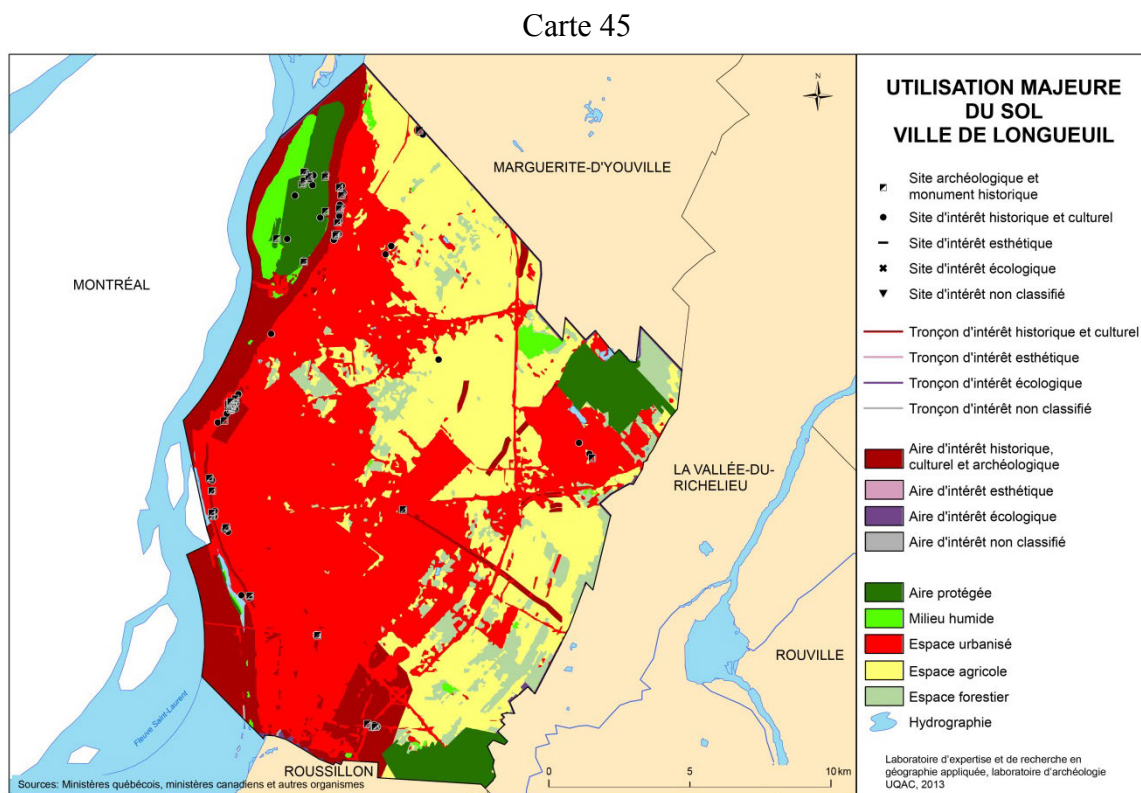 Carte 45
UTILISATION MAJEURE
DU SOL
VILLE DE LONGUEUIL
N
MARGUERITE-D'YOUVILLE
MONTRÉAL
LA VALLÉE-DU-
RICHELIEU
ROUVILLE
ROUSSILLON
Fleuve Saint-Laurent
Sources: Ministères québécois, ministères canadiens et autres organismes
0 5 10 km
Site archéologique et
monument historique
Site d'intérêt historique et culturel
Site d'intérêt esthétique
Site d'intérêt écologique
Site d'intérêt non classifié
Tronçon d'intérêt historique et culturel
Tronçon d'intérêt esthétique
Tronçon d'intérêt écologique
Tronçon d'intérêt non classifié
Aire d'intérêt historique,
culturel et archéologique
Aire d'intérêt esthétique
Aire d'intérêt écologique
Aire d'intérêt non classifié
Aire protégée
Milieu humide
Espace urbanisé
Espace agricole
Espace forestier
Hydrographie
Laboratoire d'expertise et de recherche en
géographie appliquée, laboratoire d'archéologie
UQAC, 2013